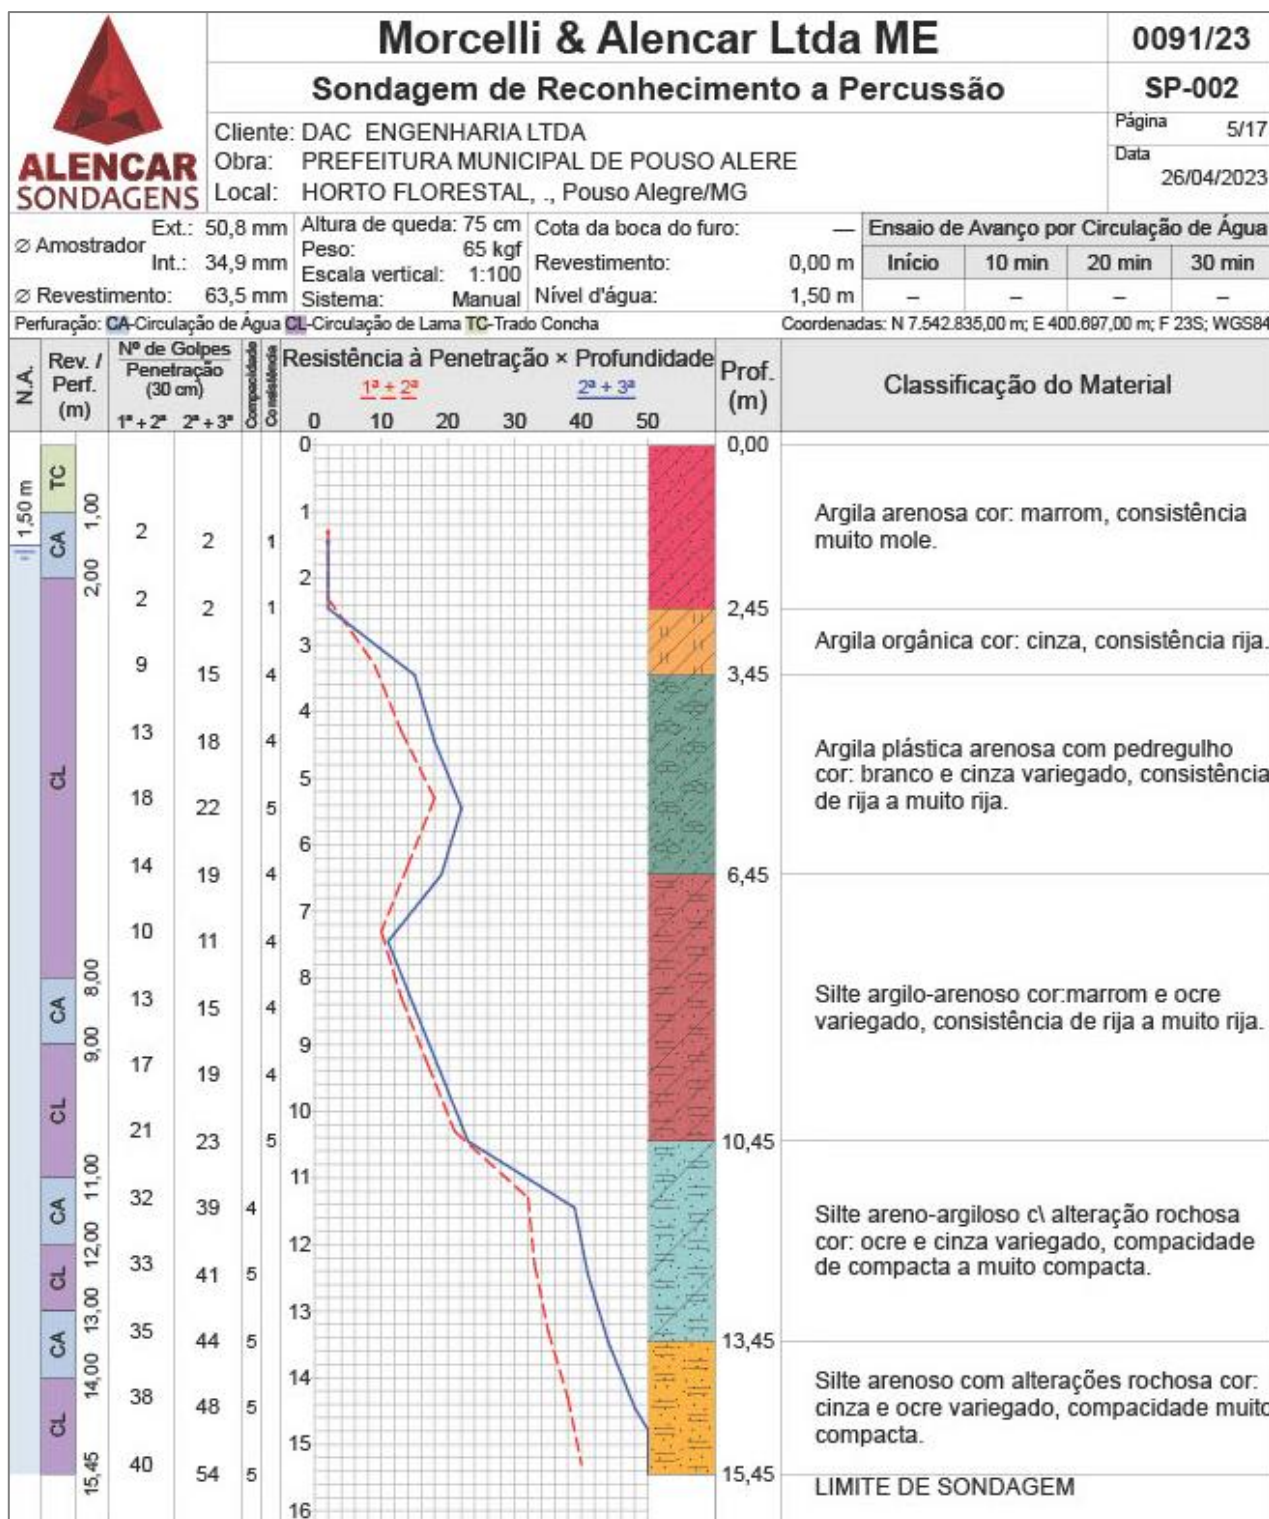 Morcelli & Alencar Ltda ME
0091/23
Sondagem de Reconhecimento a Percussão
SP-002
ALENCAR
SONDAGENS
Cliente: DAC ENGENHARIA LTDA
Obra: PREFEITURA MUNICIPAL DE POUSO ALERE
Local: HORTO FLORESTAL, ., Pouso Alegre/MG
Página 5/17
Data
26/04/2023
Ø Amostrador Ext.: 50,8 mm
Int.: 34,9 mm
Ø Revestimento: 63,5 mm
Altura de queda: 75 cm
Peso: 65 kgf
Escala vertical: 1:100
Sistema: Manual
Cota da boca do furo: —
Revestimento: 0,00 m
Nível d'água: 1,50 m
Ensaio de Avanço por Circulação de Água
Início 10 min 20 min 30 min
– – – –
Perfuração: CA-Circulação de Água CL-Circulação de Lama TC-Trado Concha
Coordenadas: N 7.542.835,00 m; E 400.697,00 m; F 23S; WGS84
N.A.
Rev. /
Perf.
(m)
Nº de Golpes
Penetração
(30 cm)
1ª + 2ª 2ª + 3ª
Compacidade
Consistência
Resistência à Penetração × Profundidade
1ª + 2ª 2ª + 3ª
0 10 20 30 40 50
Prof.
(m)
Classificação do Material
1,50 m
TC
1,00
CA
2,00
CL
8,00
CA
9,00
CL
11,00
CA
12,00
CL
13,00
CA
14,00
CL
15,45
2 2 1
2 2 1
9 15 4
13 18 4
18 22 5
14 19 4
10 11 4
13 15 4
17 19 4
21 23 5
32 39 4
33 41 5
35 44 5
38 48 5
40 54 5
0
1
2
3
4
5
6
7
8
9
10
11
12
13
14
15
16
0,00
Argila arenosa cor: marrom, consistência
muito mole.
2,45
Argila orgânica cor: cinza, consistência rija.
3,45
Argila plástica arenosa com pedregulho
cor: branco e cinza variegado, consistência
de rija a muito rija.
6,45
Silte argilo-arenoso cor:marrom e ocre
variegado, consistência de rija a muito rija.
10,45
Silte areno-argiloso c\ alteração rochosa
cor: ocre e cinza variegado, compacidade
de compacta a muito compacta.
13,45
Silte arenoso com alterações rochosa cor:
cinza e ocre variegado, compacidade muito
compacta.
15,45
LIMITE DE SONDAGEM